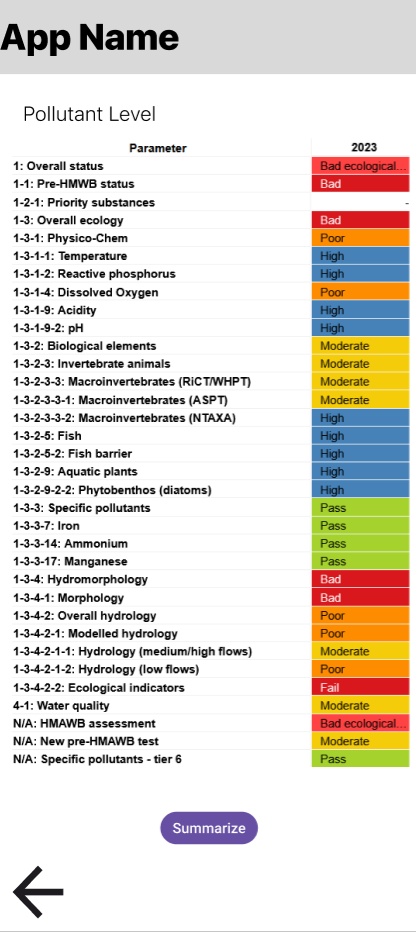 App Name
Pollutant Level
Parameter 2023
1: Overall status Bad ecological...
1-1: Pre-HMWB status Bad
1-2-1: Priority substances -
1-3: Overall ecology Bad
1-3-1: Physico-Chem Poor
1-3-1-1: Temperature High
1-3-1-2: Reactive phosphorus High
1-3-1-4: Dissolved Oxygen Poor
1-3-1-9: Acidity High
1-3-1-9-2: pH High
1-3-2: Biological elements Moderate
1-3-2-3: Invertebrate animals Moderate
1-3-2-3-3: Macroinvertebrates (RiCT/WHPT) Moderate
1-3-2-3-3-1: Macroinvertebrates (ASPT) Moderate
1-3-2-3-3-2: Macroinvertebrates (NTAXA) High
1-3-2-5: Fish High
1-3-2-5-2: Fish barrier High
1-3-2-9: Aquatic plants High
1-3-2-9-2-2: Phytobenthos (diatoms) High
1-3-3: Specific pollutants Pass
1-3-3-7: Iron Pass
1-3-3-14: Ammonium Pass
1-3-3-17: Manganese Pass
1-3-4: Hydromorphology Bad
1-3-4-1: Morphology Bad
1-3-4-2: Overall hydrology Poor
1-3-4-2-1: Modelled hydrology Poor
1-3-4-2-1-1: Hydrology (medium/high flows) Moderate
1-3-4-2-1-2: Hydrology (low flows) Poor
1-3-4-2-2: Ecological indicators Fail
4-1: Water quality Moderate
N/A: HMAWB assessment Bad ecological...
N/A: New pre-HMAWB test Moderate
N/A: Specific pollutants - tier 6 Pass
Summarize